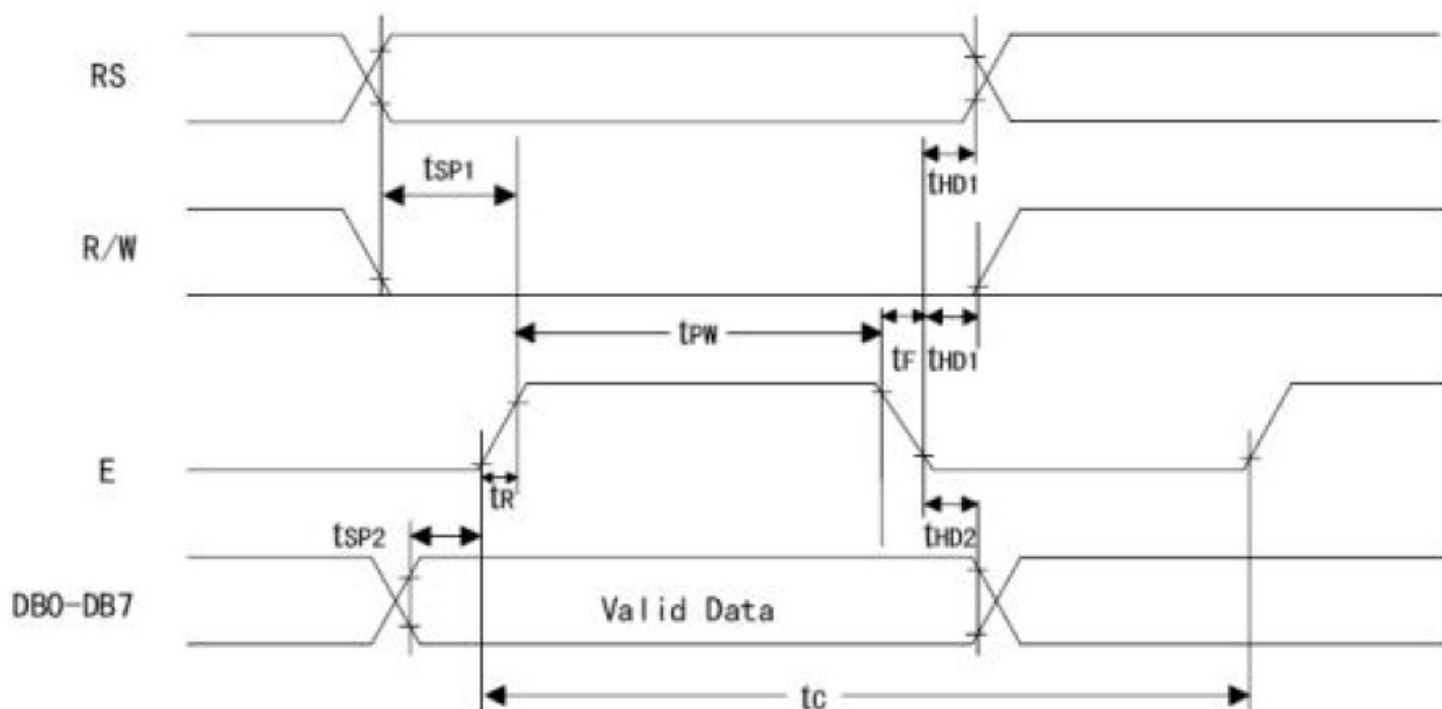 RS
tSP1
tHD1
R/W
tPW
tF
tHD1
E
tR
tSP2
tHD2
DB0-DB7
Valid Data
tC